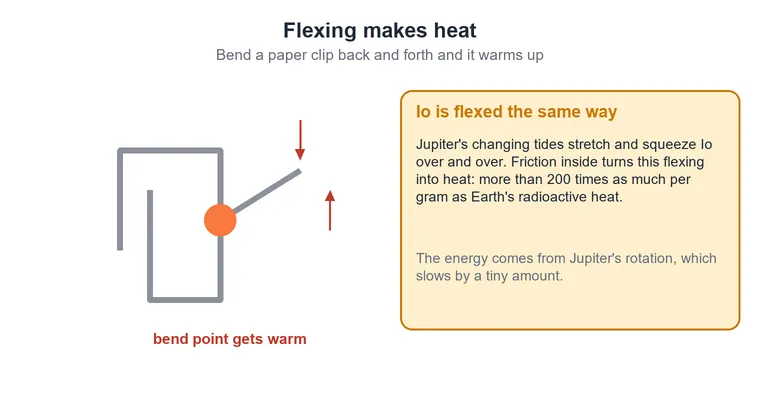 Flexing makes heat
Bend a paper clip back and forth and it warms up
Io is flexed the same way
Jupiter's changing tides stretch and squeeze Io
over and over. Friction inside turns this flexing
into heat: more than 200 times as much per
gram as Earth's radioactive heat.
The energy comes from Jupiter's rotation, which
slows by a tiny amount.
bend point gets warm